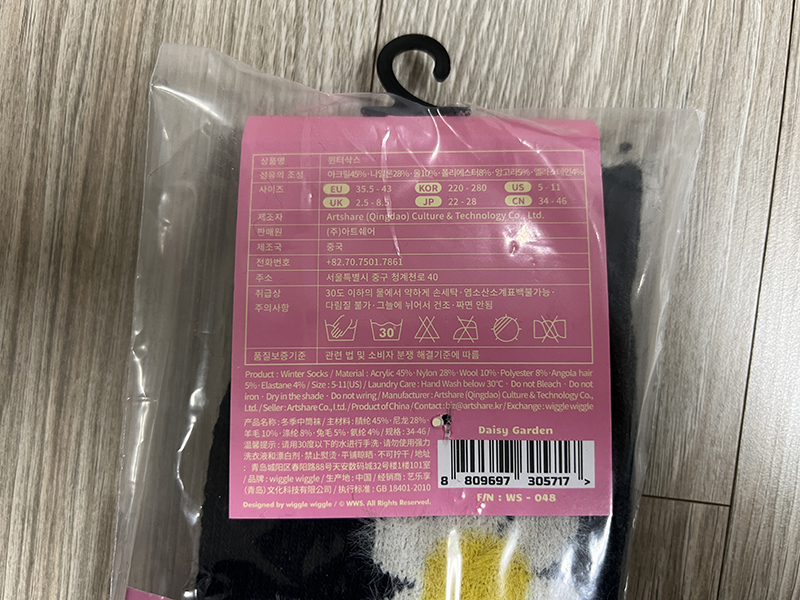 상품명 윈터삭스
섬유의 조성 아크릴45% · 나일론28% · 울10% · 폴리에스터8% · 앙고라5% · 엘라스테인4%
사이즈 EU 35.5 - 43 KOR 220 - 280 US 5 - 11
UK 2.5 - 8.5 JP 22 - 28 CN 34 - 46
제조자 Artshare (Qingdao) Culture & Technology Co., Ltd.
판매원 (주)아트쉐어
제조국 중국
전화번호 +82.70.7501.7861
주소 서울특별시 중구 청계천로 40
취급상 30도 이하의 물에서 약하게 손세탁 · 염소산소계표백불가능 ·
주의사항 다림질 불가 · 그늘에 뉘어서 건조 · 짜면 안됨
30
품질보증기준 관련 법 및 소비자 분쟁 해결기준에 따름
Product : Winter Socks / Material : Acrylic 45% · Nylon 28% · Wool 10% · Polyester 8% · Angola hair
5% · Elastane 4% / Size : 5-11(US) / Laundry Care : Hand Wash below 30°C · Do not Bleach · Do not
iron · Dry in the shade · Do not wring / Manufacturer : Artshare (Qingdao) Culture & Technology Co.,
Ltd. / Seller : Artshare Co., Ltd. / Product of China / Contact : biz@artshare.kr / Exchange : wiggle wiggle
产品名称 : 冬季中筒袜 / 主材料 : 腈纶 45% · 尼龙 28% ·
羊毛 10% · 涤纶 8% · 兔毛 5% · 氨纶 4% / 规格 : 34-46 /
温馨提示 : 请用30度以下的水进行手洗 · 请勿使用强力
洗衣液和漂白剂 · 禁止熨烫 · 平铺晾晒 · 不可拧干 / 地址
: 青岛城阳区春阳路88号天安数码城32号楼1楼101室
/ 品牌 : wiggle wiggle / 生产地 : 中国 / 经销商 : 艺乐享
(青岛) 文化科技有限公司 / 执行标准 : GB 18401-2010
Designed by wiggle wiggle / © WWS. All Rights Reserved.
Daisy Garden
8 809697 305717 >
F/N : WS - 048